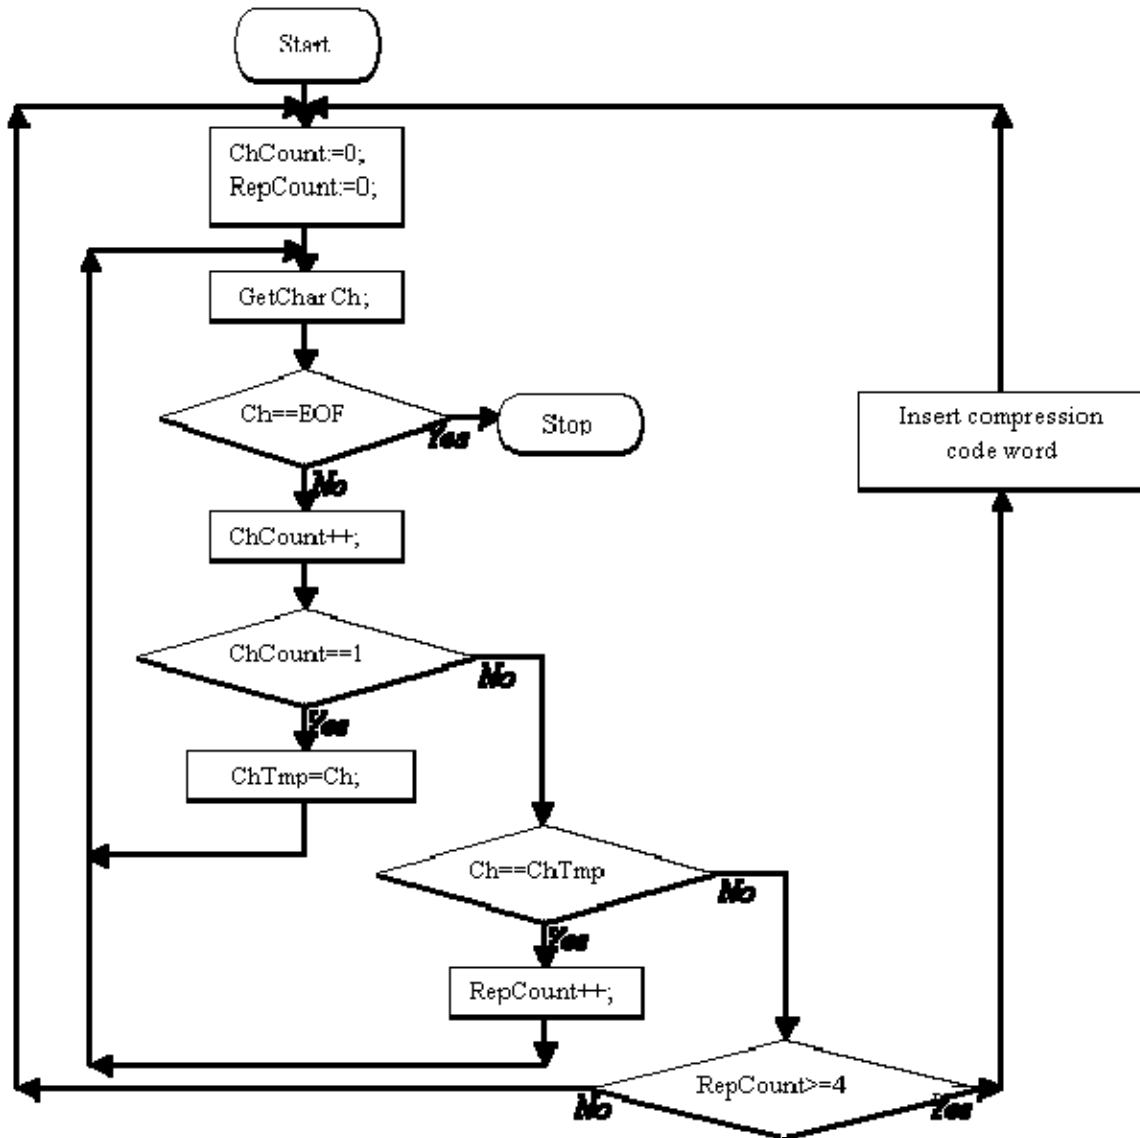 Start
ChCount:=0;
RepCount:=0;
GetChar Ch;
Ch==EOF
Yes
Stop
No
ChCount++;
ChCount==1
No
Yes
ChTmp=Ch;
Ch==ChTmp
No
Yes
RepCount++;
RepCount>=4
No
Yes
Insert compression
code word